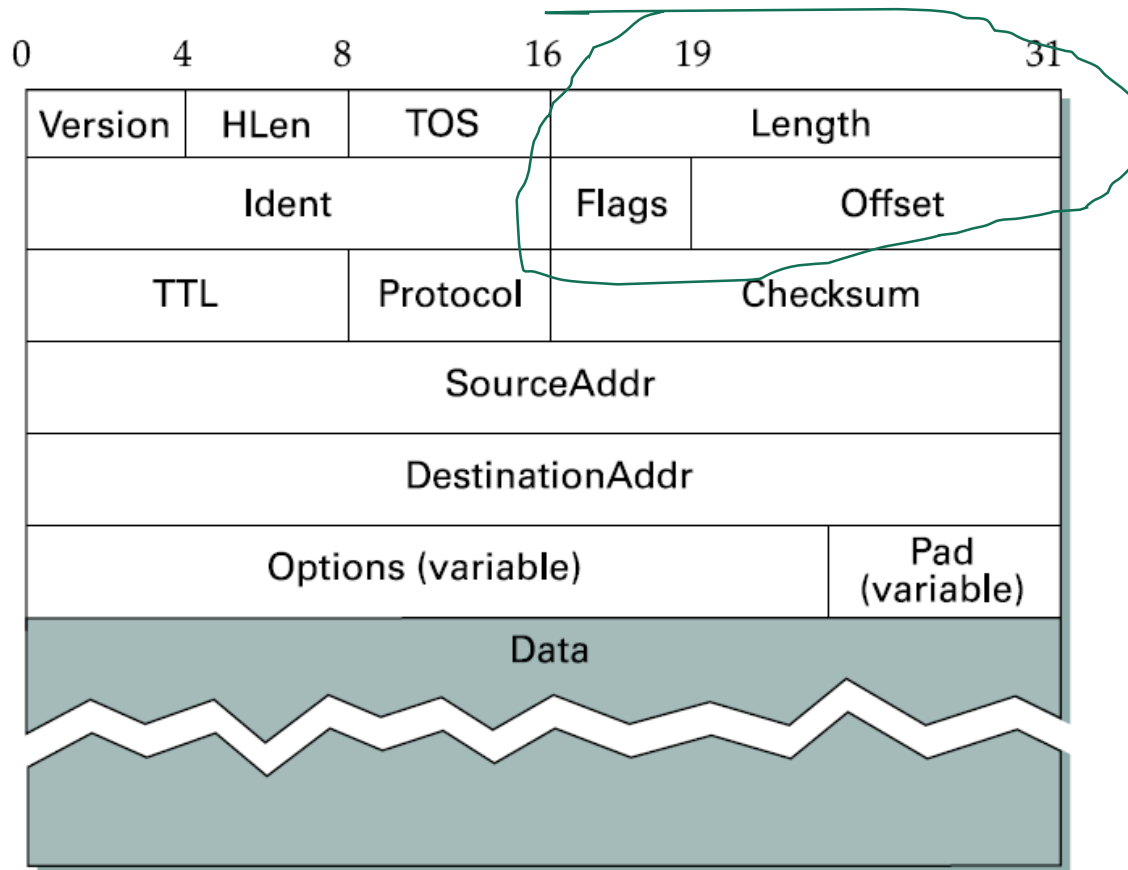 0 4 8 16 19 31
Version HLen TOS Length
Ident Flags Offset
TTL Protocol Checksum
SourceAddr
DestinationAddr
Options (variable) Pad
(variable)
Data